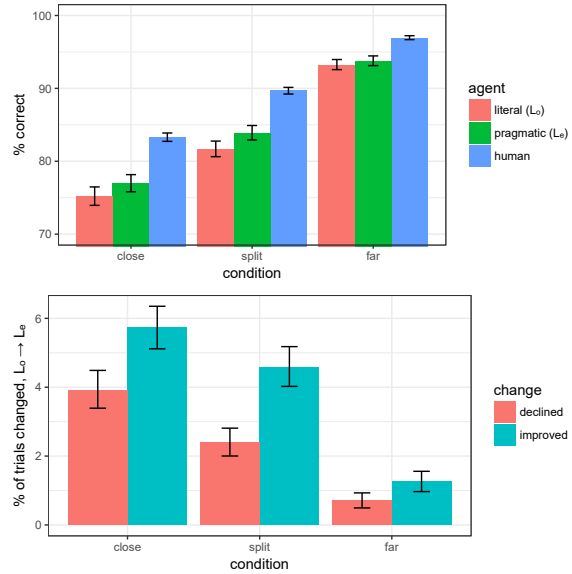 100
90
80
70
% correct
close split far
condition
agent
literal (L₀)
pragmatic (Lₑ)
human
6
4
2
0
% of trials changed, L₀ → Lₑ
close split far
condition
change
declined
improved